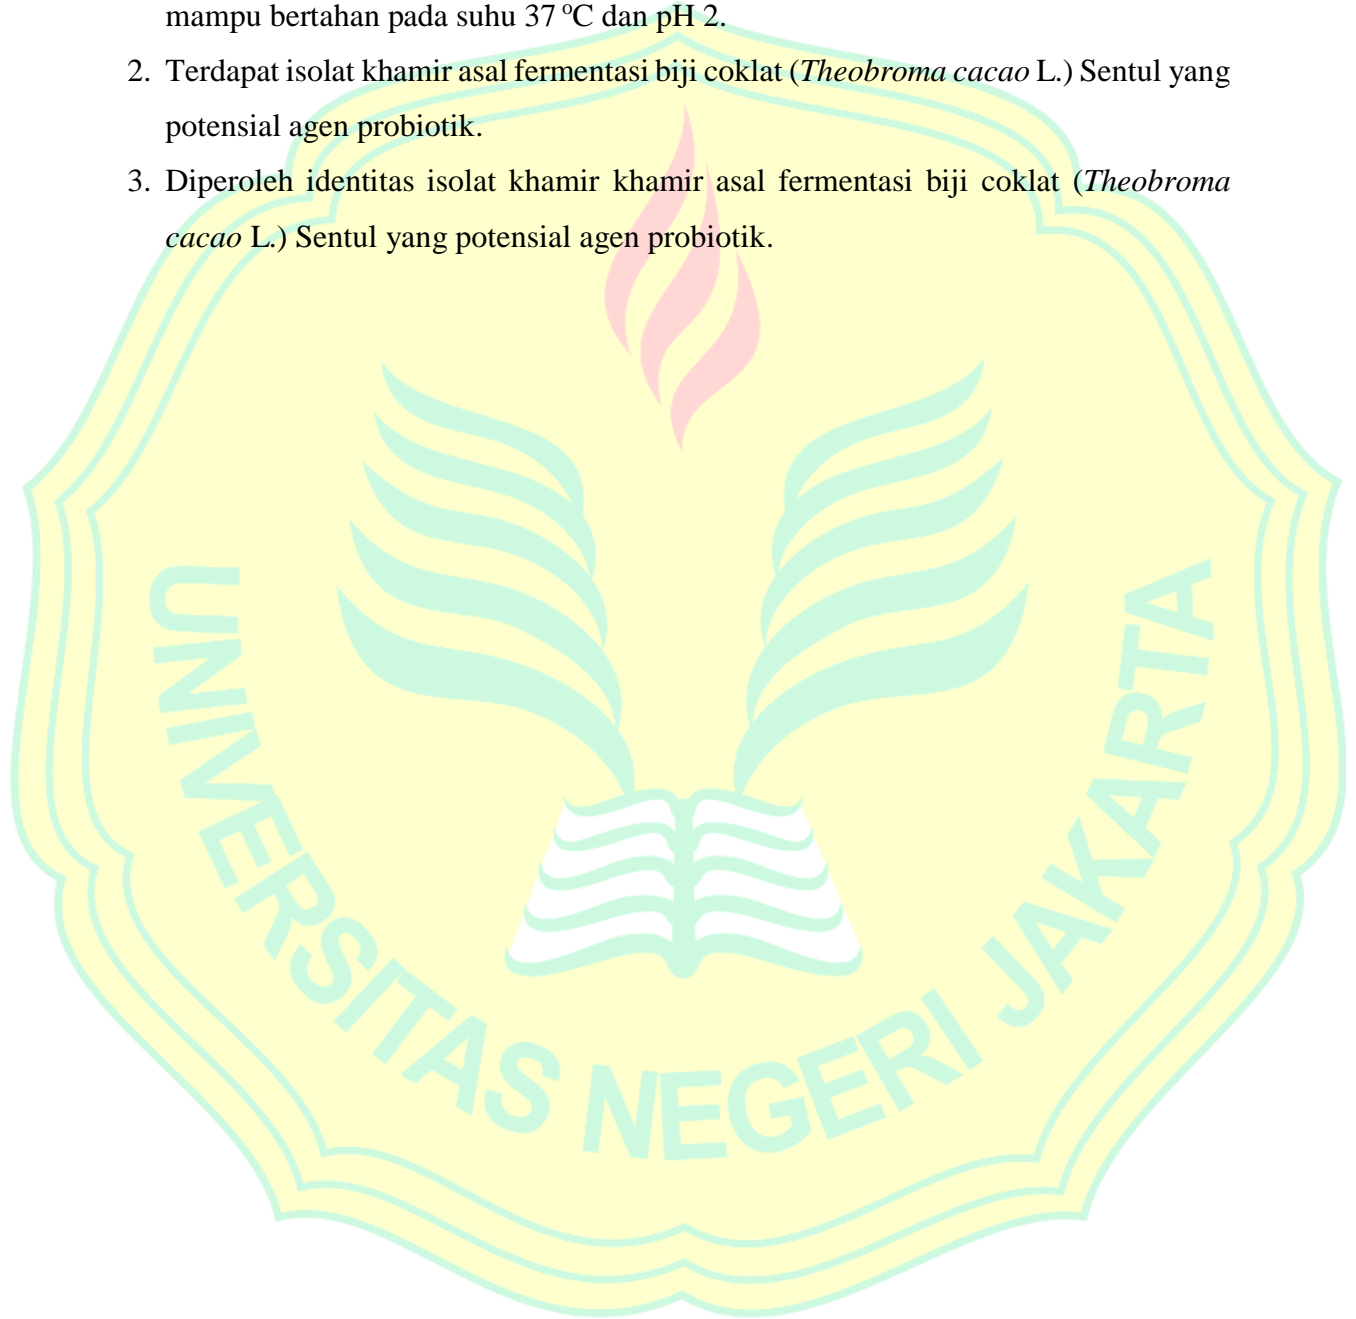 mampu bertahan pada suhu 37 °C dan pH 2.
2. Terdapat isolat khamir asal fermentasi biji coklat (Theobroma cacao L.) Sentul yang
potensial agen probiotik.
3. Diperoleh identitas isolat khamir khamir asal fermentasi biji coklat (Theobroma
cacao L.) Sentul yang potensial agen probiotik.
UNIVERSITAS NEGERI JAKARTA